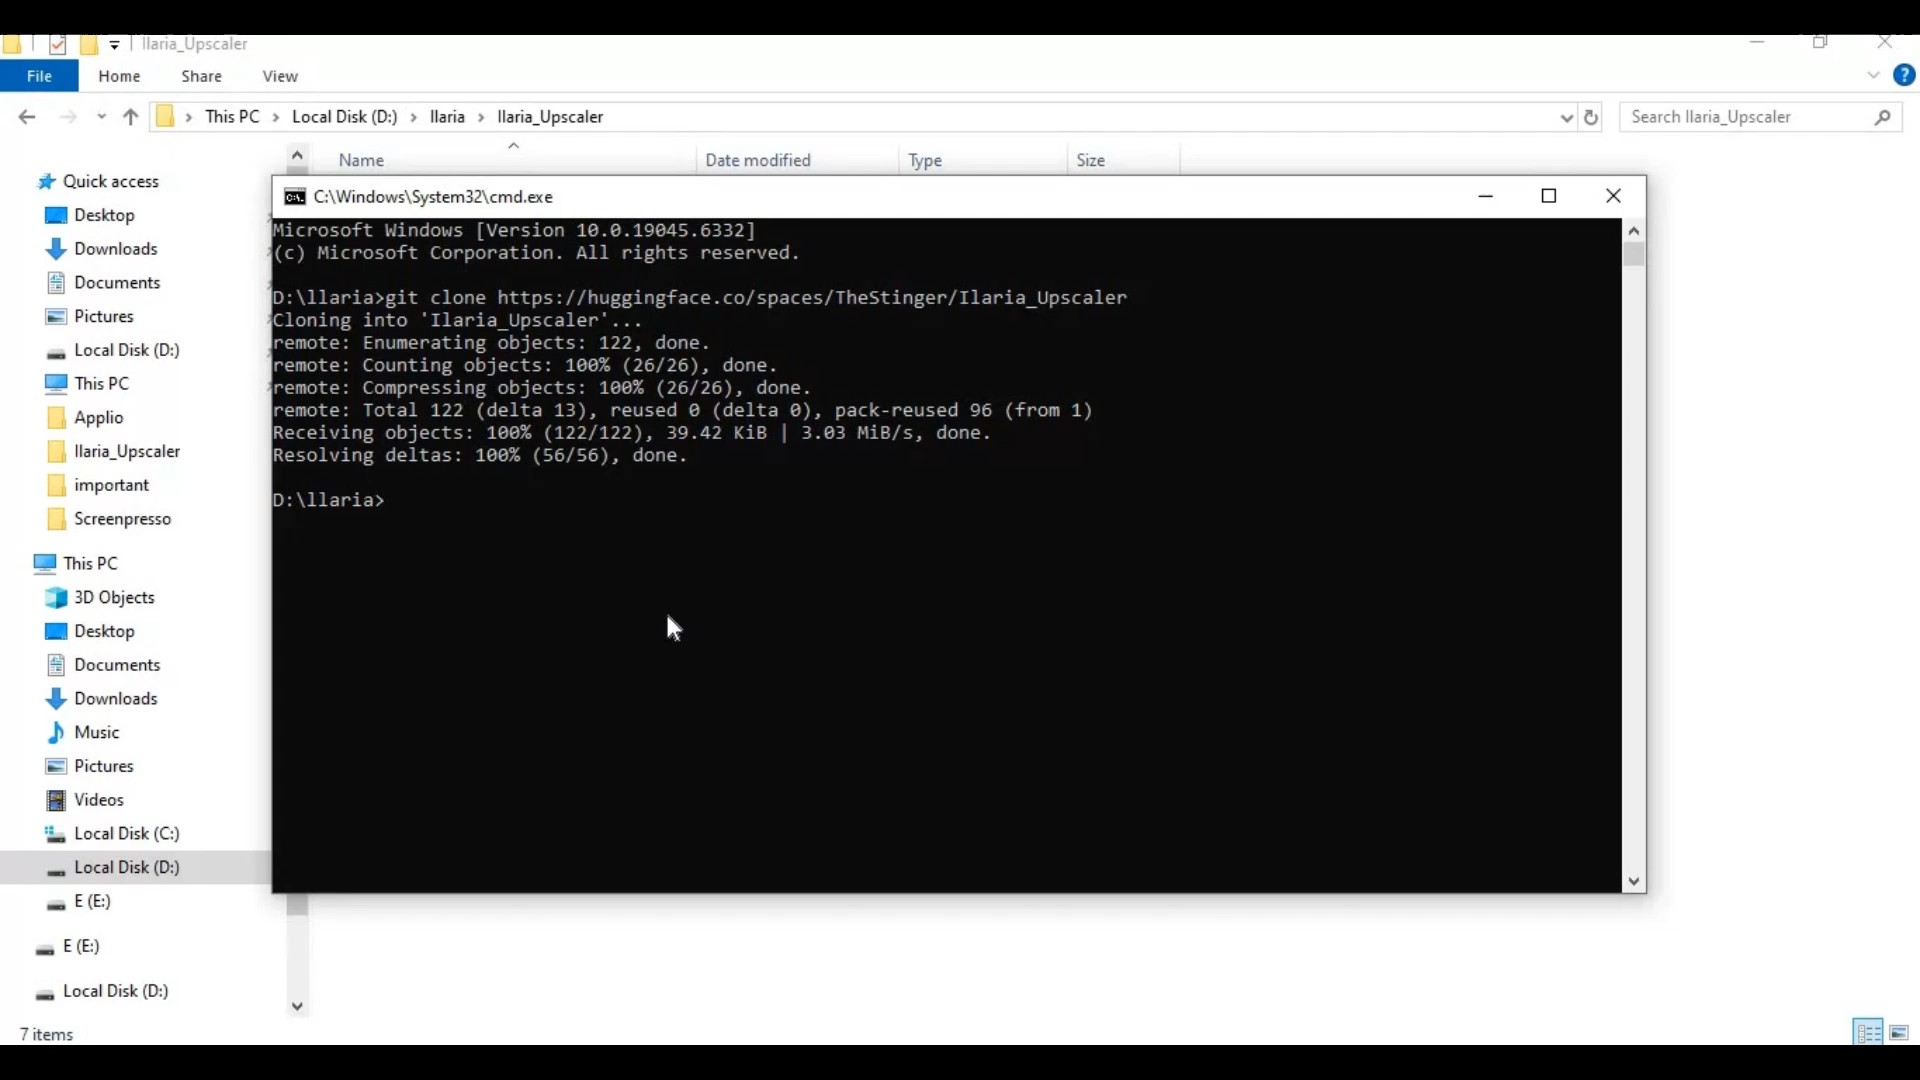 Ilaria_Upscaler
File Home Share View
This PC Local Disk (D:) llaria Ilaria_Upscaler
Search Ilaria_Upscaler
Name Date modified Type Size
Quick access
Desktop
Downloads
Documents
Pictures
Local Disk (D:)
This PC
Applio
Ilaria_Upscaler
important
Screenpresso
This PC
3D Objects
Desktop
Documents
Downloads
Music
Pictures
Videos
Local Disk (C:)
Local Disk (D:)
E (E:)
E (E:)
Local Disk (D:)
7 items
C:\Windows\System32\cmd.exe
Microsoft Windows [Version 10.0.19045.6332]
(c) Microsoft Corporation. All rights reserved.
D:\llaria>git clone https://huggingface.co/spaces/TheStinger/Ilaria_Upscaler
Cloning into 'Ilaria_Upscaler'...
remote: Enumerating objects: 122, done.
remote: Counting objects: 100% (26/26), done.
remote: Compressing objects: 100% (26/26), done.
remote: Total 122 (delta 13), reused 0 (delta 0), pack-reused 96 (from 1)
Receiving objects: 100% (122/122), 39.42 KiB | 3.03 MiB/s, done.
Resolving deltas: 100% (56/56), done.
D:\llaria>